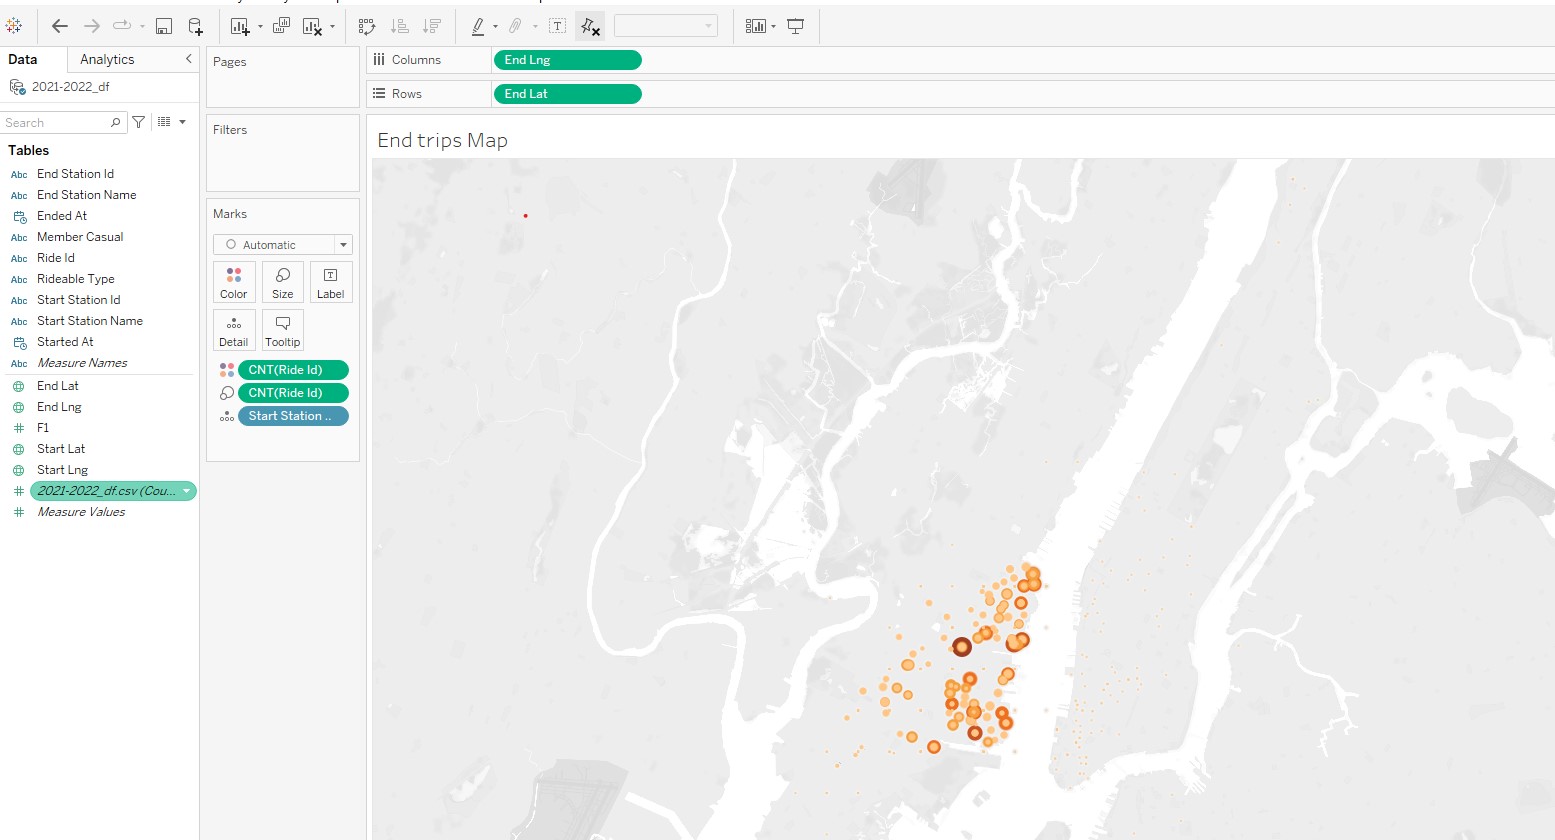 Data
Analytics
2021-2022_df
Search
Tables
Abc End Station Id
Abc End Station Name
Ended At
Abc Member Casual
Abc Ride Id
Abc Rideable Type
Abc Start Station Id
Abc Start Station Name
Started At
Abc Measure Names
End Lat
End Lng
# F1
Start Lat
Start Lng
# 2021-2022_df.csv (Cou...
# Measure Values
Pages
Filters
Marks
Automatic
Color
Size
T
Label
Detail
Tooltip
CNT(Ride Id)
CNT(Ride Id)
Start Station ..
T
Columns
End Lng
Rows
End Lat
End trips Map